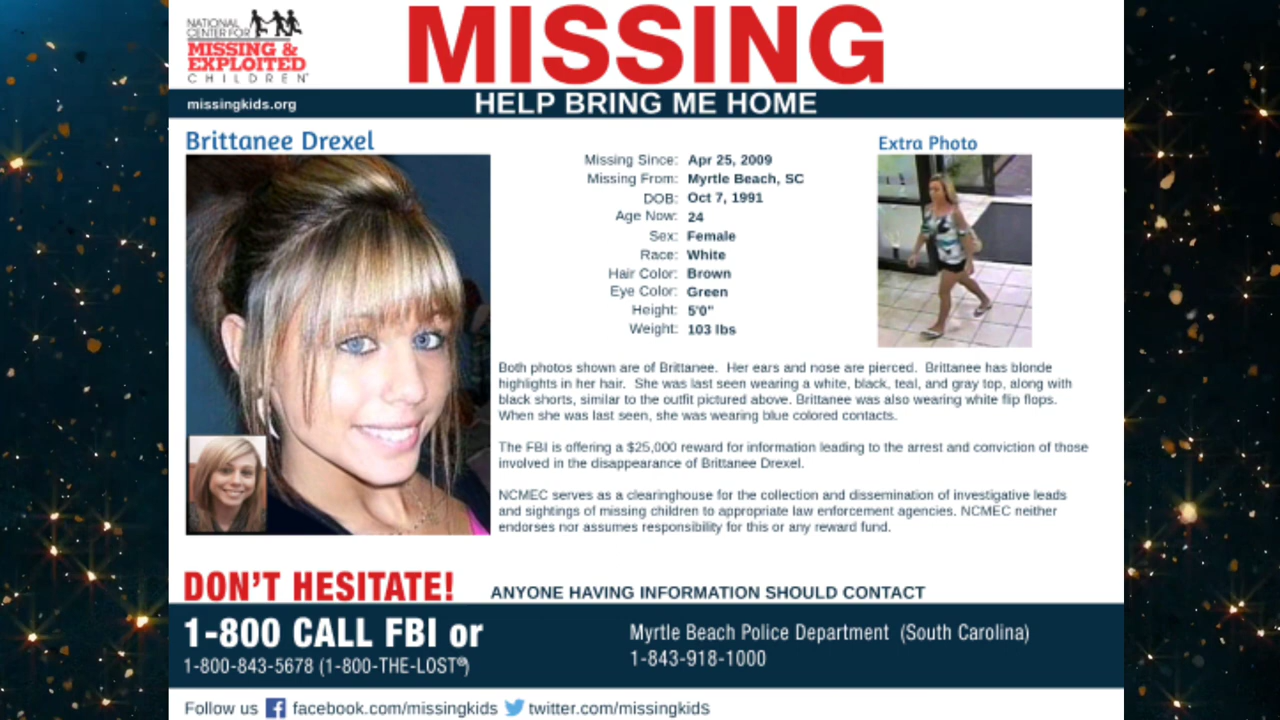 NATIONAL
CENTER FOR
MISSING &
EXPLOITED
CHILDREN®
MISSING
missingkids.org
HELP BRING ME HOME
Brittanee Drexel
Extra Photo
Missing Since: Apr 25, 2009
Missing From: Myrtle Beach, SC
DOB: Oct 7, 1991
Age Now: 24
Sex: Female
Race: White
Hair Color: Brown
Eye Color: Green
Height: 5'0"
Weight: 103 lbs
Both photos shown are of Brittanee. Her ears and nose are pierced. Brittanee has blonde
highlights in her hair. She was last seen wearing a white, black, teal, and gray top, along with
black shorts, similar to the outfit pictured above. Brittanee was also wearing white flip flops.
When she was last seen, she was wearing blue colored contacts.
The FBI is offering a $25,000 reward for information leading to the arrest and conviction of those
involved in the disappearance of Brittanee Drexel.
NCMEC serves as a clearinghouse for the collection and dissemination of investigative leads
and sightings of missing children to appropriate law enforcement agencies. NCMEC neither
endorses nor assumes responsibility for this or any reward fund.
DON'T HESITATE!
ANYONE HAVING INFORMATION SHOULD CONTACT
1-800 CALL FBI or
1-800-843-5678 (1-800-THE-LOST®)
Myrtle Beach Police Department (South Carolina)
1-843-918-1000
Follow us facebook.com/missingkids twitter.com/missingkids